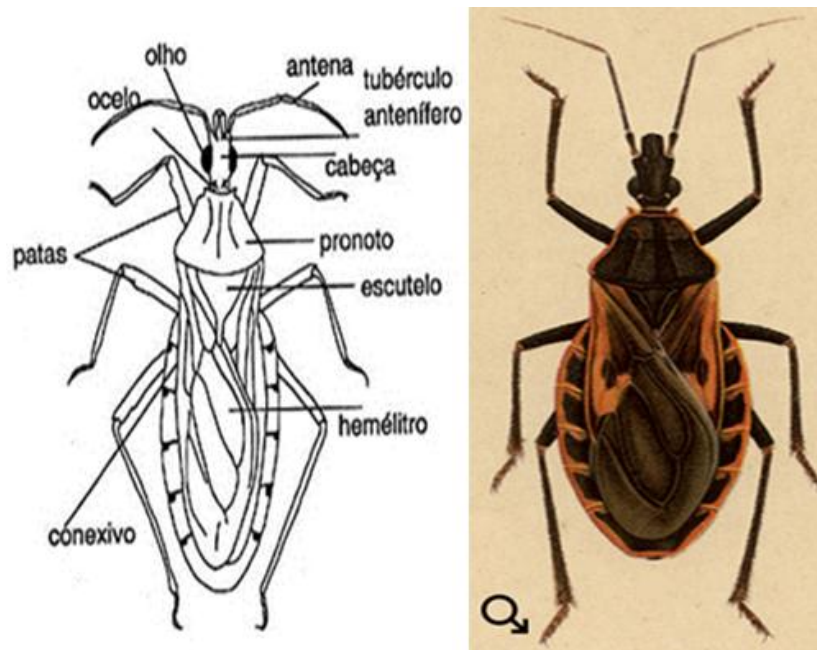 olho
antena
tubérculo
antenífero
ocelo
cabeça
patas
pronoto
escutelo
hemélitro
conexivo